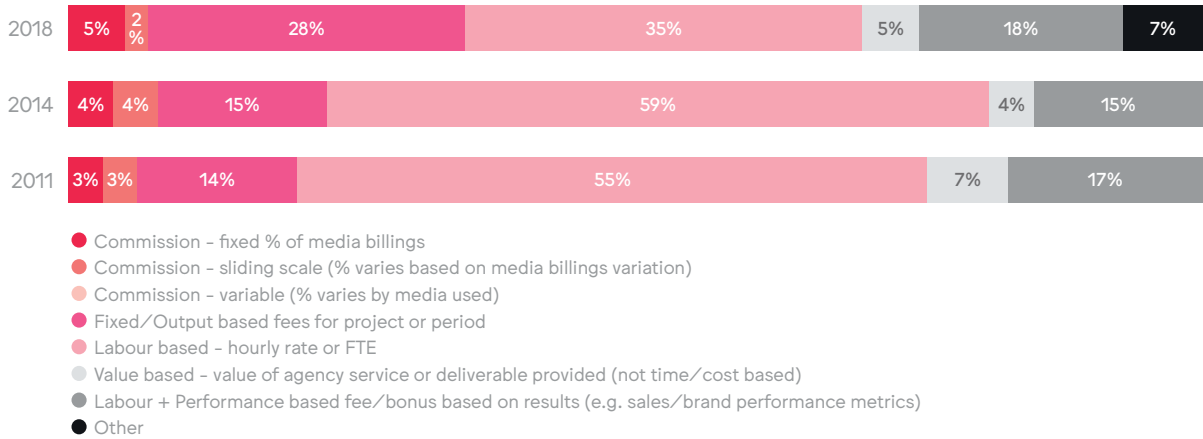 2018 5% 2 % 28% 35% 5% 18% 7%
2014 4% 4% 15% 59% 4% 15%
2011 3% 3% 14% 55% 7% 17%
Commission - fixed % of media billings
Commission - sliding scale (% varies based on media billings variation)
Commission - variable (% varies by media used)
Fixed/Output based fees for project or period
Labour based - hourly rate or FTE
Value based - value of agency service or deliverable provided (not time/cost based)
Labour + Performance based fee/bonus based on results (e.g. sales/brand performance metrics)
Other